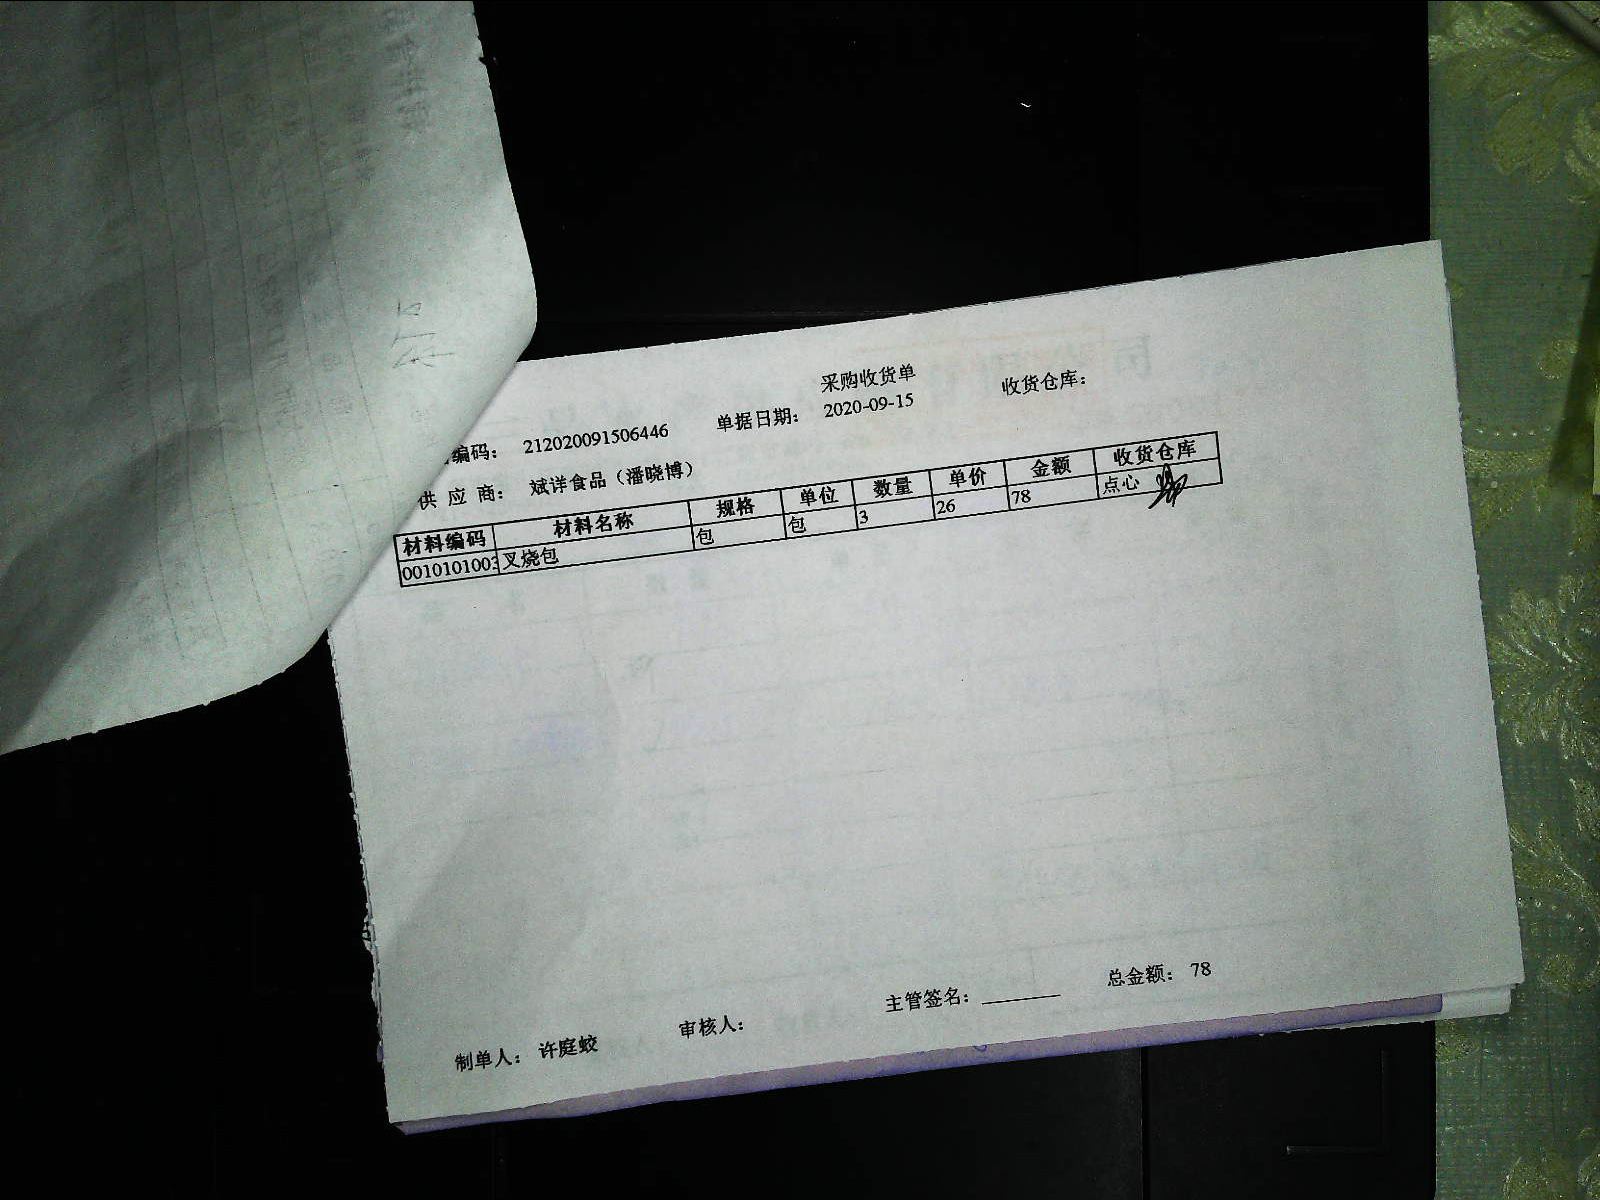 采购收货单
编码： 212020091506446 单据日期： 2020-09-15 收货仓库：
供 应 商： 斌详食品（潘晓博）
材料编码 材料名称 规格 单位 数量 单价 金额 收货仓库
001010100 叉烧包 包 包 3 26 78 点心
总金额： 78
制单人： 许庭蛟 审核人： 主管签名：